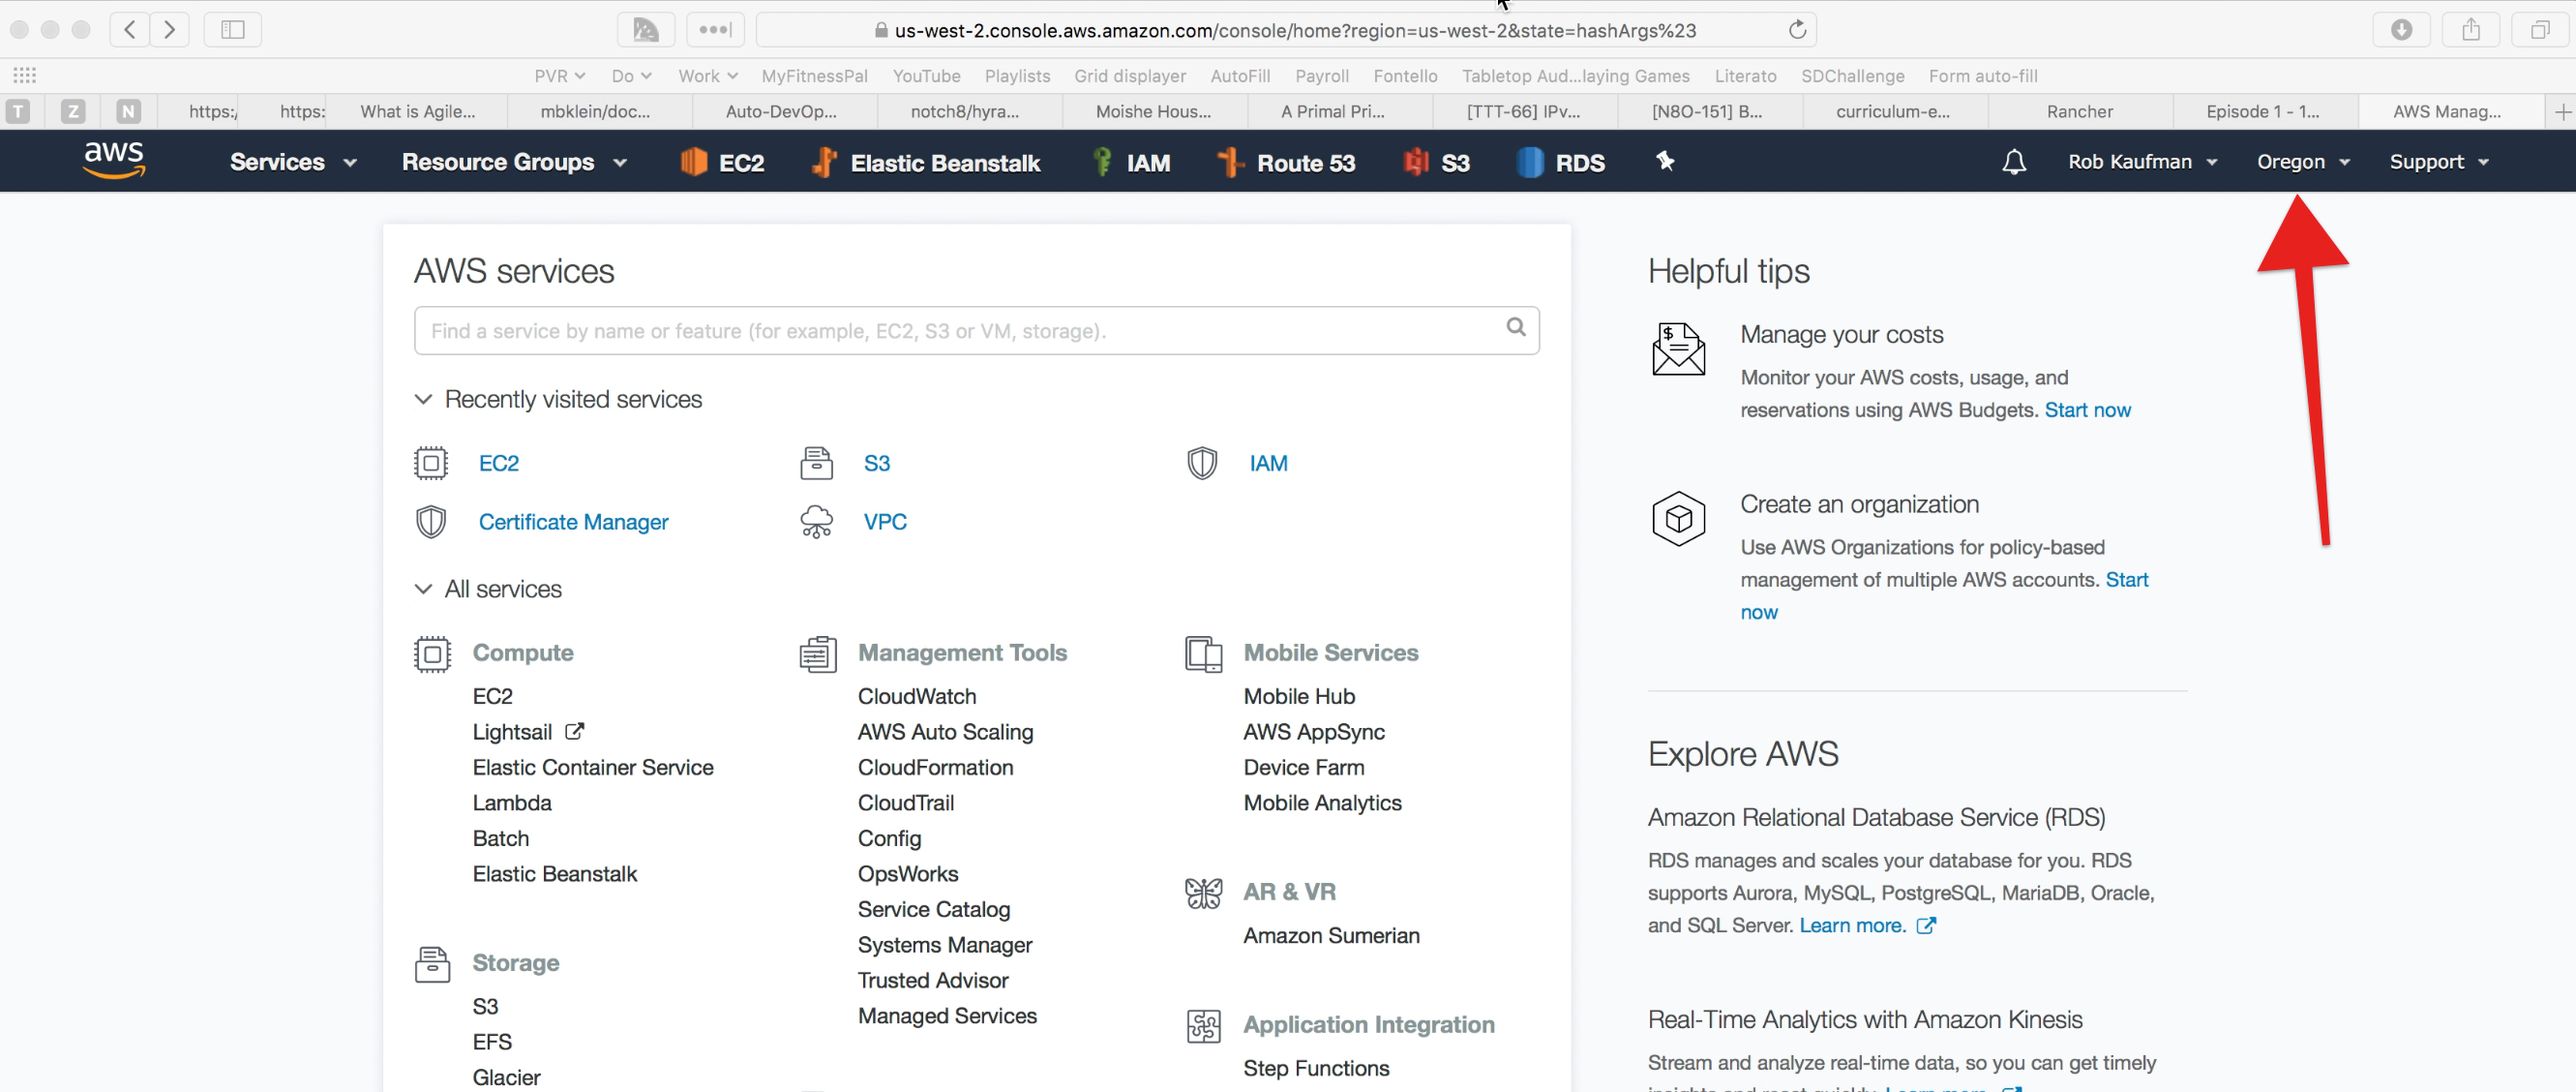 us-west-2.console.aws.amazon.com/console/home?region=us-west-2&state=hashArgs%23
PVR Do Work MyFitnessPal YouTube Playlists Grid displayer AutoFill Payroll Fontello Tabletop Aud...laying Games Literato SDChallenge Form auto-fill
T Z N https:/ https: What is Agile... mbklein/doc... Auto-DevOp... notch8/hyra... Moishe Hous... A Primal Pri... [TTT-66] IPv... [N8O-151] B... curriculum-e... Rancher Episode 1 - 1... AWS Manag...
aws Services Resource Groups EC2 Elastic Beanstalk IAM Route 53 S3 RDS Rob Kaufman Oregon Support
AWS services
Find a service by name or feature (for example, EC2, S3 or VM, storage).
Recently visited services
EC2 S3 IAM
Certificate Manager VPC
All services
Compute
EC2
Lightsail
Elastic Container Service
Lambda
Batch
Elastic Beanstalk
Storage
S3
EFS
Glacier
Management Tools
CloudWatch
AWS Auto Scaling
CloudFormation
CloudTrail
Config
OpsWorks
Service Catalog
Systems Manager
Trusted Advisor
Managed Services
Mobile Services
Mobile Hub
AWS AppSync
Device Farm
Mobile Analytics
AR & VR
Amazon Sumerian
Application Integration
Step Functions
Helpful tips
Manage your costs
Monitor your AWS costs, usage, and
reservations using AWS Budgets. Start now
Create an organization
Use AWS Organizations for policy-based
management of multiple AWS accounts. Start
now
Explore AWS
Amazon Relational Database Service (RDS)
RDS manages and scales your database for you. RDS
supports Aurora, MySQL, PostgreSQL, MariaDB, Oracle,
and SQL Server. Learn more.
Real-Time Analytics with Amazon Kinesis
Stream and analyze real-time data, so you can get timely